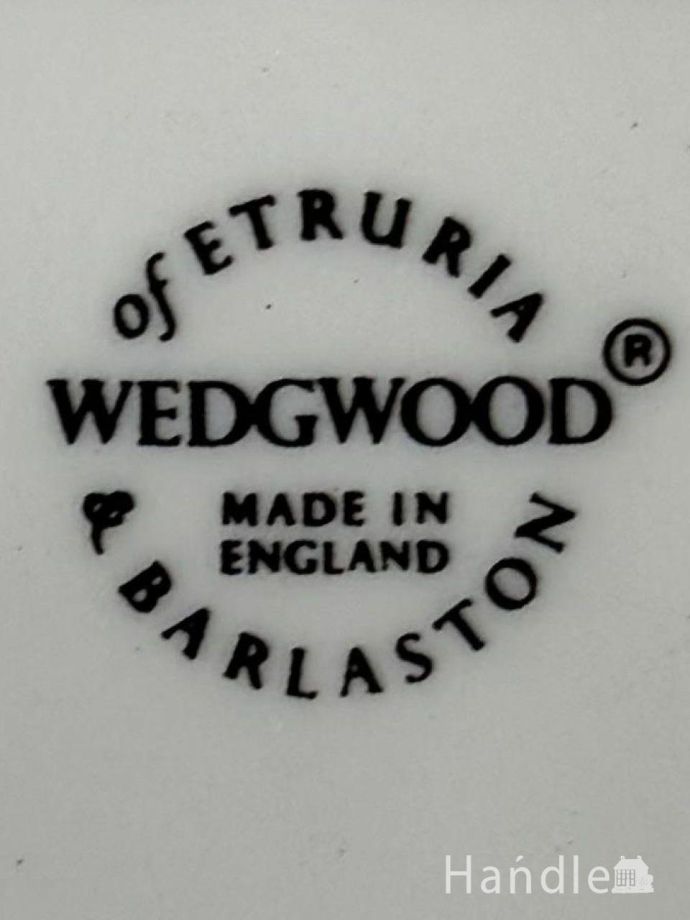 of ETRURIA
WEDGWOOD®
MADE IN
ENGLAND
& BARLASTON
Handle